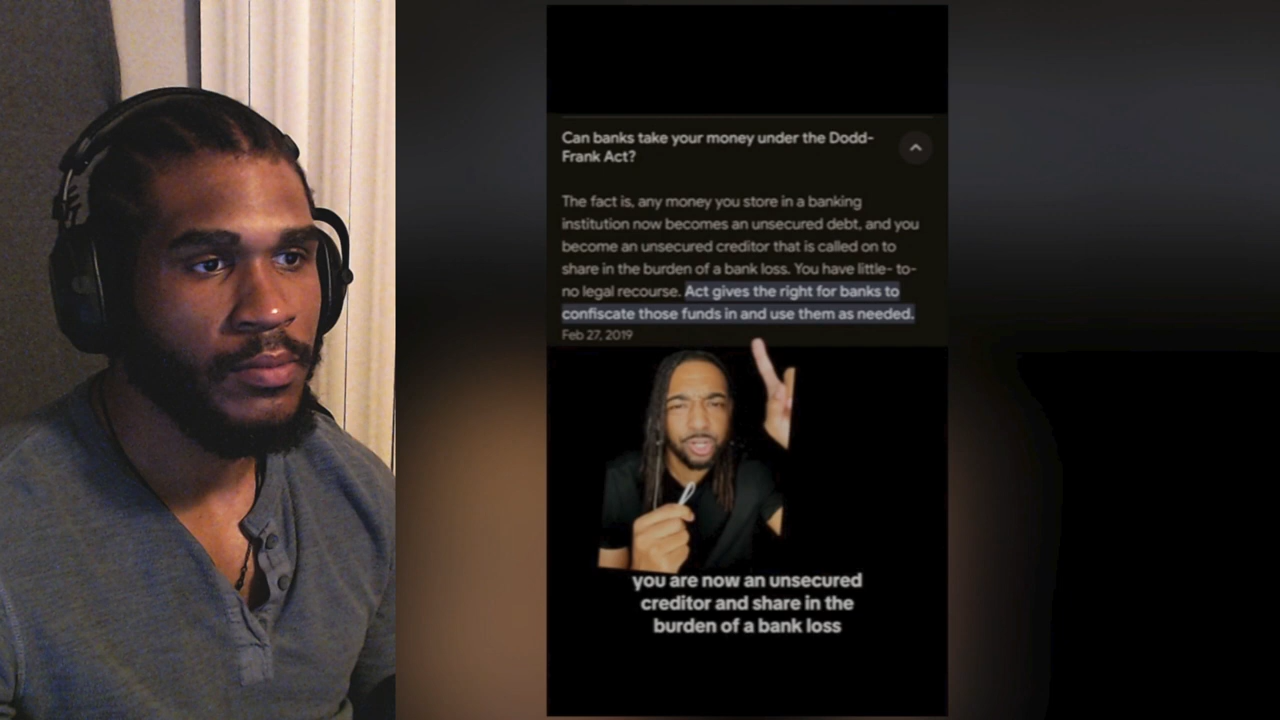 Can banks take your money under the Dodd-
Frank Act?
The fact is, any money you store in a banking
institution now becomes an unsecured debt, and you
become an unsecured creditor that is called on to
share in the burden of a bank loss. You have little- to-
no legal recourse. Act gives the right for banks to
confiscate those funds in and use them as needed.
Feb 27, 2019
you are now an unsecured
creditor and share in the
burden of a bank loss